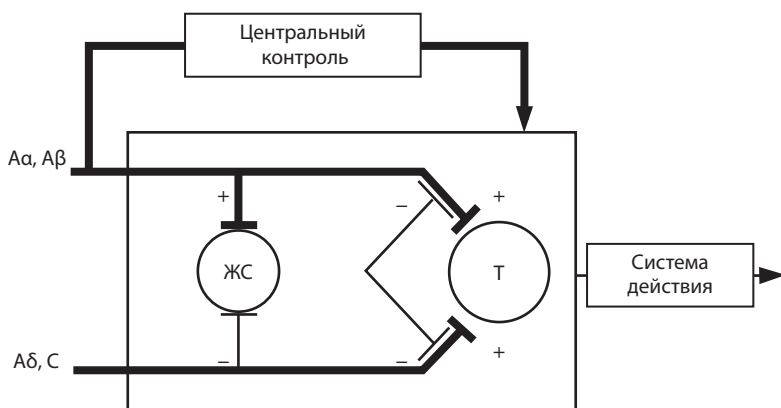 Центральный
контроль
Aα, Aβ
+
–
+
ЖС
Т
Система
действия
–
–
+
Aδ, C